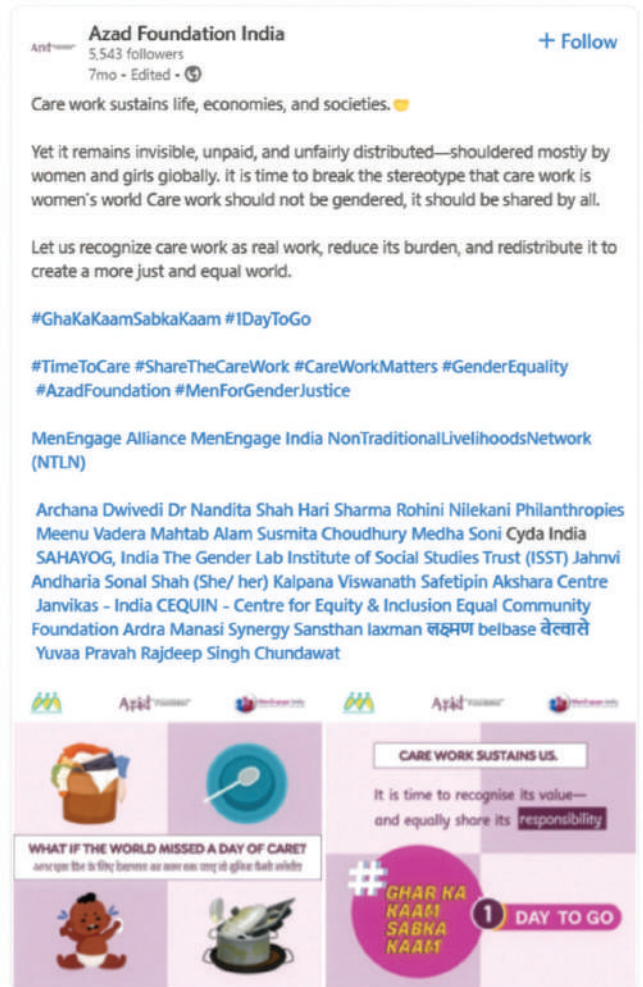 Azad Foundation India
+ Follow
5,543 followers
7mo • Edited •
Care work sustains life, economies, and societies.
Yet it remains invisible, unpaid, and unfairly distributed—shouldered mostly by
women and girls globally. it is time to break the stereotype that care work is
women's world Care work should not be gendered, it should be shared by all.
Let us recognize care work as real work, reduce its burden, and redistribute it to
create a more just and equal world.
#GhaKaKaamSabkaKaam #1DayToGo
#TimeToCare #ShareTheCareWork #CareWorkMatters #GenderEquality
#AzadFoundation #MenForGenderJustice
MenEngage Alliance MenEngage India NonTraditionalLivelihoodsNetwork
(NTLN)
Archana Dwivedi Dr Nandita Shah Hari Sharma Rohini Nilekani Philanthropies
Meenu Vadera Mahtab Alam Susmita Choudhury Medha Soni Cyda India
SAHAYOG, India The Gender Lab Institute of Social Studies Trust (ISST) Jahnvi
Andharia Sonal Shah (She/ her) Kalpana Viswanath Safetipin Akshara Centre
Janvikas - India CEQUIN - Centre for Equity & Inclusion Equal Community
Foundation Ardra Manasi Synergy Sansthan laxman लक्ष्मण belbase
Yuvaa Pravah Rajdeep Singh Chundawat
WHAT IF THE WORLD MISSED A DAY OF CARE?
CARE WORK SUSTAINS US.
It is time to recognise its value—
and equally share its responsibility
#
GHAR KA
KAAM
SABKA
KAAM
1 DAY TO GO